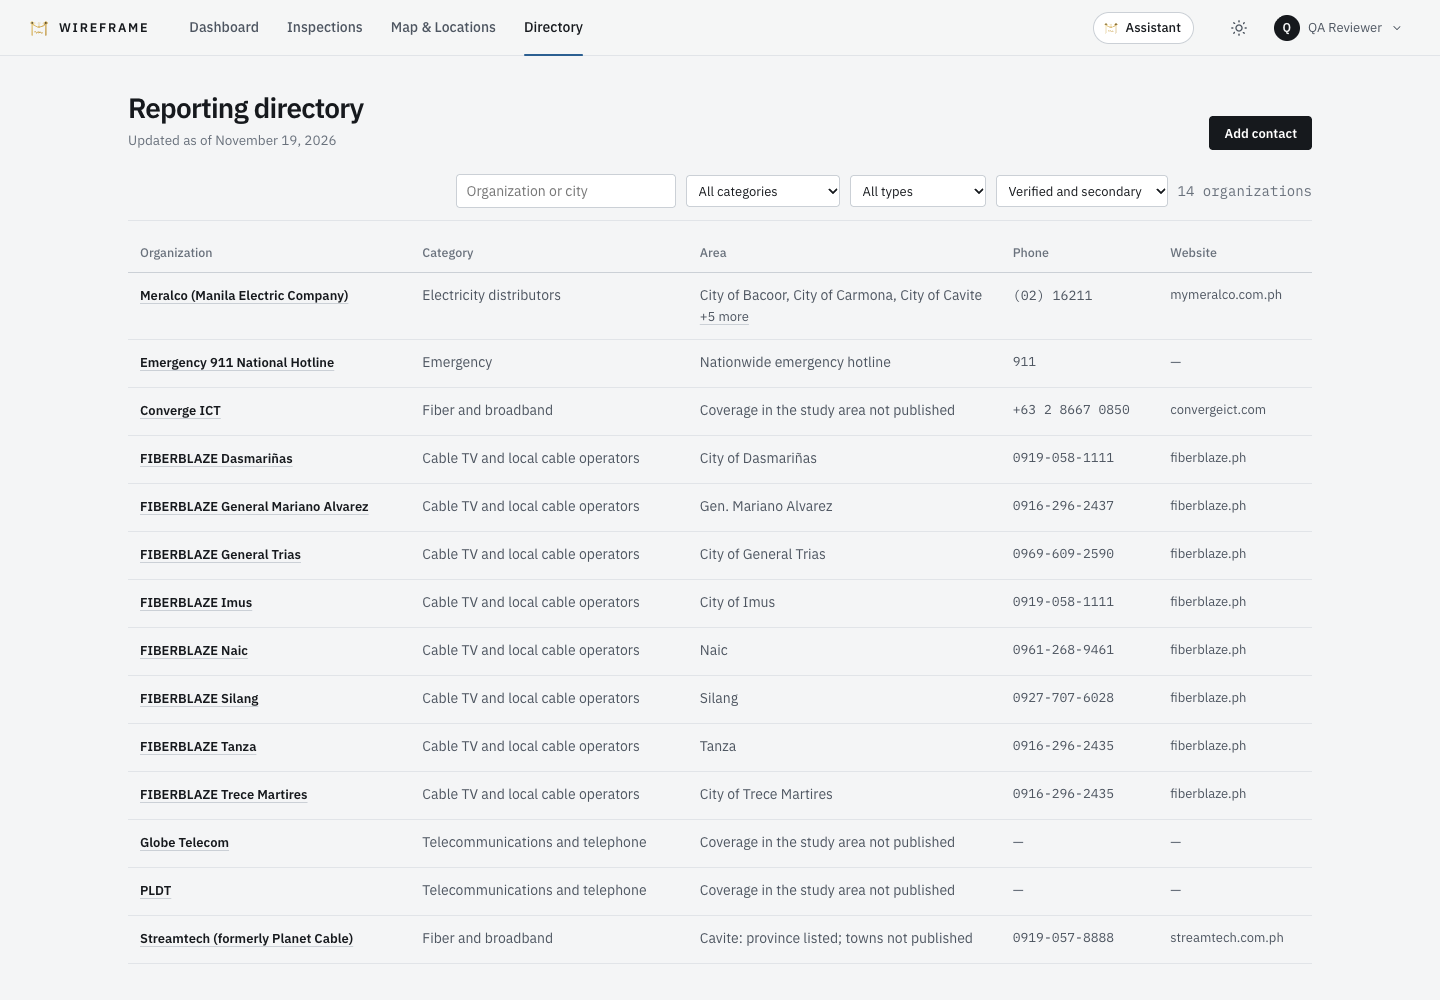 WIREFRAME Dashboard Inspections Map & Locations Directory Assistant Q QA Reviewer
Reporting directory
Updated as of November 19, 2026
Add contact
Organization or city All categories All types Verified and secondary 14 organizations
Organization Category Area Phone Website
Meralco (Manila Electric Company) Electricity distributors City of Bacoor, City of Carmona, City of Cavite (02) 16211 mymeralco.com.ph
+5 more
Emergency 911 National Hotline Emergency Nationwide emergency hotline 911 —
Converge ICT Fiber and broadband Coverage in the study area not published +63 2 8667 0850 convergeict.com
FIBERBLAZE Dasmariñas Cable TV and local cable operators City of Dasmariñas 0919-058-1111 fiberblaze.ph
FIBERBLAZE General Mariano Alvarez Cable TV and local cable operators Gen. Mariano Alvarez 0916-296-2437 fiberblaze.ph
FIBERBLAZE General Trias Cable TV and local cable operators City of General Trias 0969-609-2590 fiberblaze.ph
FIBERBLAZE Imus Cable TV and local cable operators City of Imus 0919-058-1111 fiberblaze.ph
FIBERBLAZE Naic Cable TV and local cable operators Naic 0961-268-9461 fiberblaze.ph
FIBERBLAZE Silang Cable TV and local cable operators Silang 0927-707-6028 fiberblaze.ph
FIBERBLAZE Tanza Cable TV and local cable operators Tanza 0916-296-2435 fiberblaze.ph
FIBERBLAZE Trece Martires Cable TV and local cable operators City of Trece Martires 0916-296-2435 fiberblaze.ph
Globe Telecom Telecommunications and telephone Coverage in the study area not published — —
PLDT Telecommunications and telephone Coverage in the study area not published — —
Streamtech (formerly Planet Cable) Fiber and broadband Cavite: province listed; towns not published 0919-057-8888 streamtech.com.ph